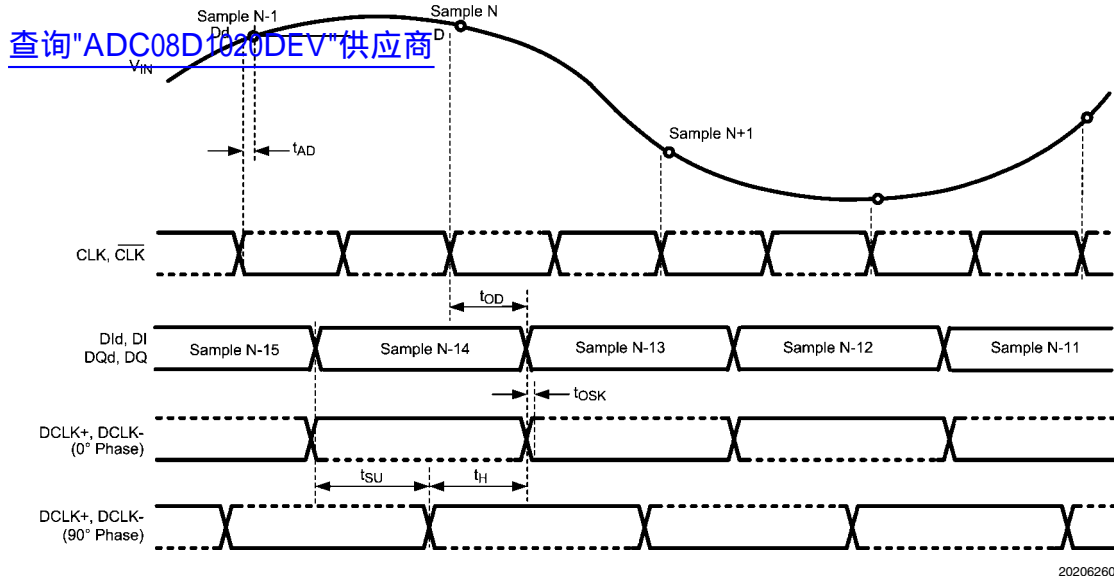 Sample N-1
Sample N
Dd
D
查询"ADC08D1020DEV"供应商
VIN
Sample N+1
tAD
CLK, CLK
tOD
DId, DI
DQd, DQ
Sample N-15
Sample N-14
Sample N-13
Sample N-12
Sample N-11
tOSK
DCLK+, DCLK-
(0° Phase)
tSU
tH
DCLK+, DCLK-
(90° Phase)
20206260